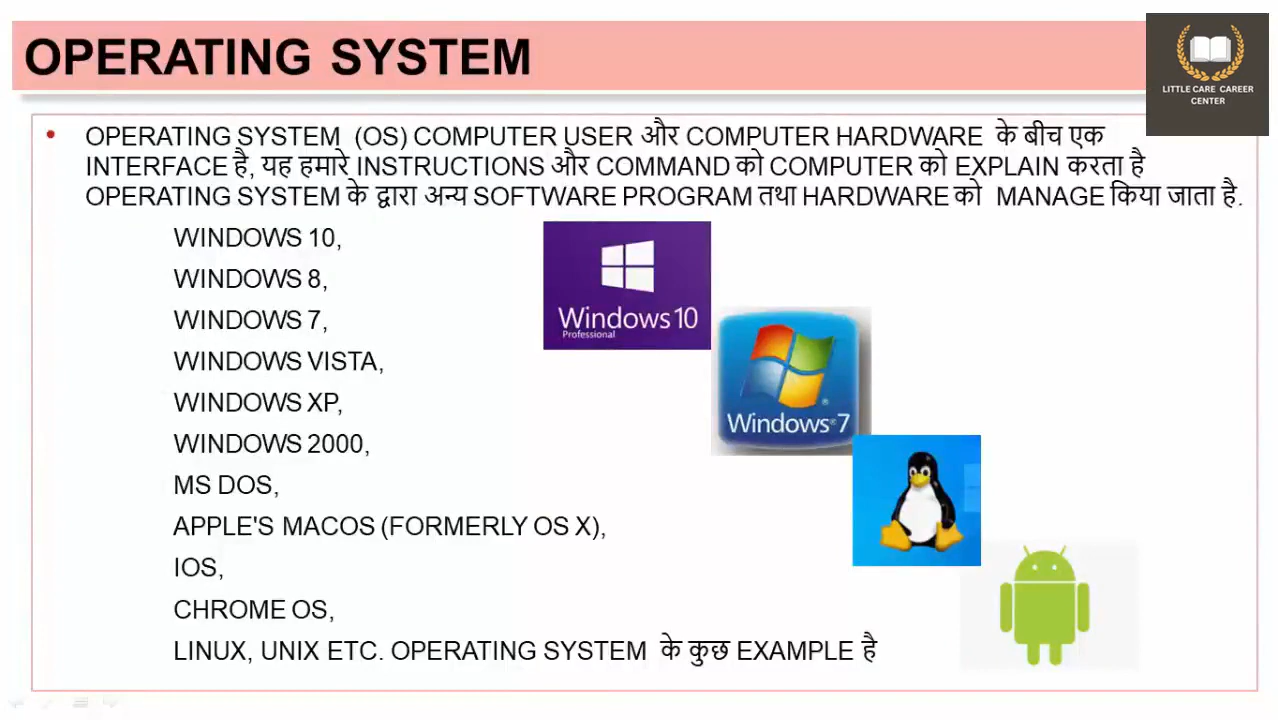 OPERATING SYSTEM
LITTLE CARE CAREER
CENTER
• OPERATING SYSTEM (OS) COMPUTER USER और COMPUTER HARDWARE के बीच एक
INTERFACE है, यह हमारे INSTRUCTIONS और COMMAND को COMPUTER को EXPLAIN करता है
OPERATING SYSTEM के द्वारा अन्य SOFTWARE PROGRAM तथा HARDWARE को MANAGE किया जाता है.
WINDOWS 10,
WINDOWS 8,
WINDOWS 7,
WINDOWS VISTA,
WINDOWS XP,
WINDOWS 2000,
MS DOS,
APPLE'S MACOS (FORMERLY OS X),
IOS,
CHROME OS,
LINUX, UNIX ETC. OPERATING SYSTEM के कुछ EXAMPLE है
Windows 10
Professional
Windows® 7